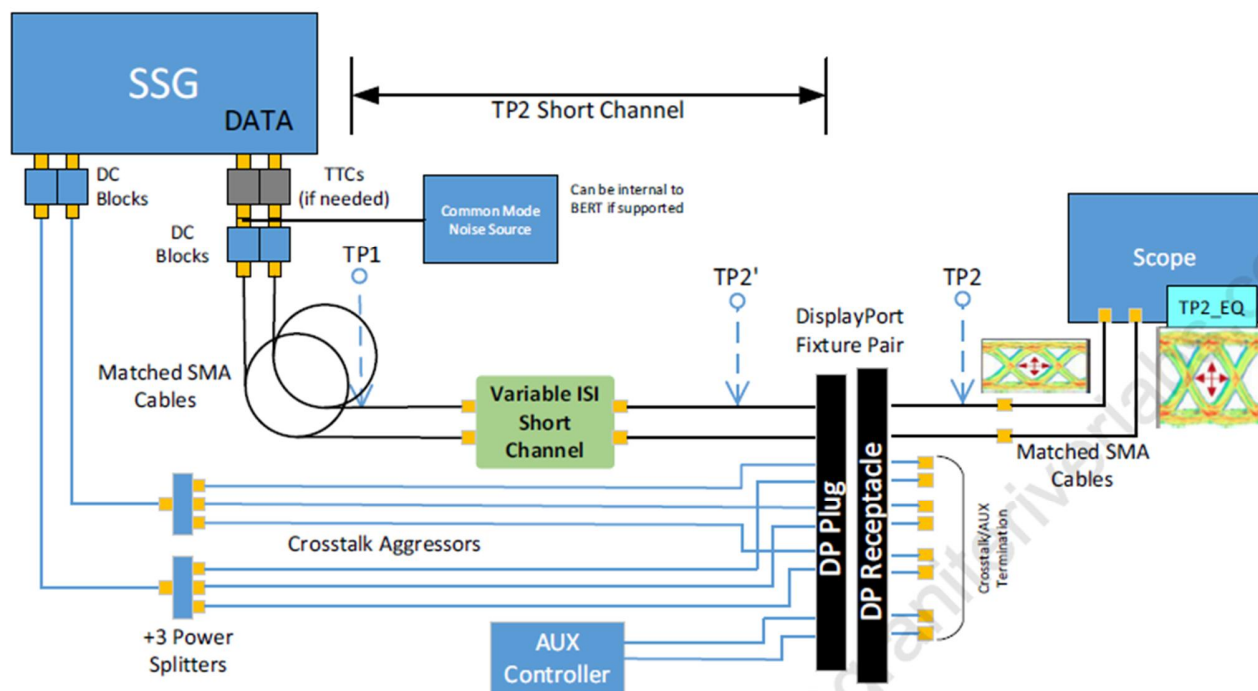 SSG
DATA
TP2 Short Channel
DC
Blocks
TTCs
(if needed)
Common Mode
Noise Source
Can be internal to
BERT if supported
DC
Blocks
TP1
TP2'
TP2
Scope
TP2_EQ
DisplayPort
Fixture Pair
Matched SMA
Cables
Variable ISI
Short
Channel
Matched SMA
Cables
DP Plug
DP Receptacle
Crosstalk/AUX
Termination
Crosstalk Aggressors
+3 Power
Splitters
AUX
Controller